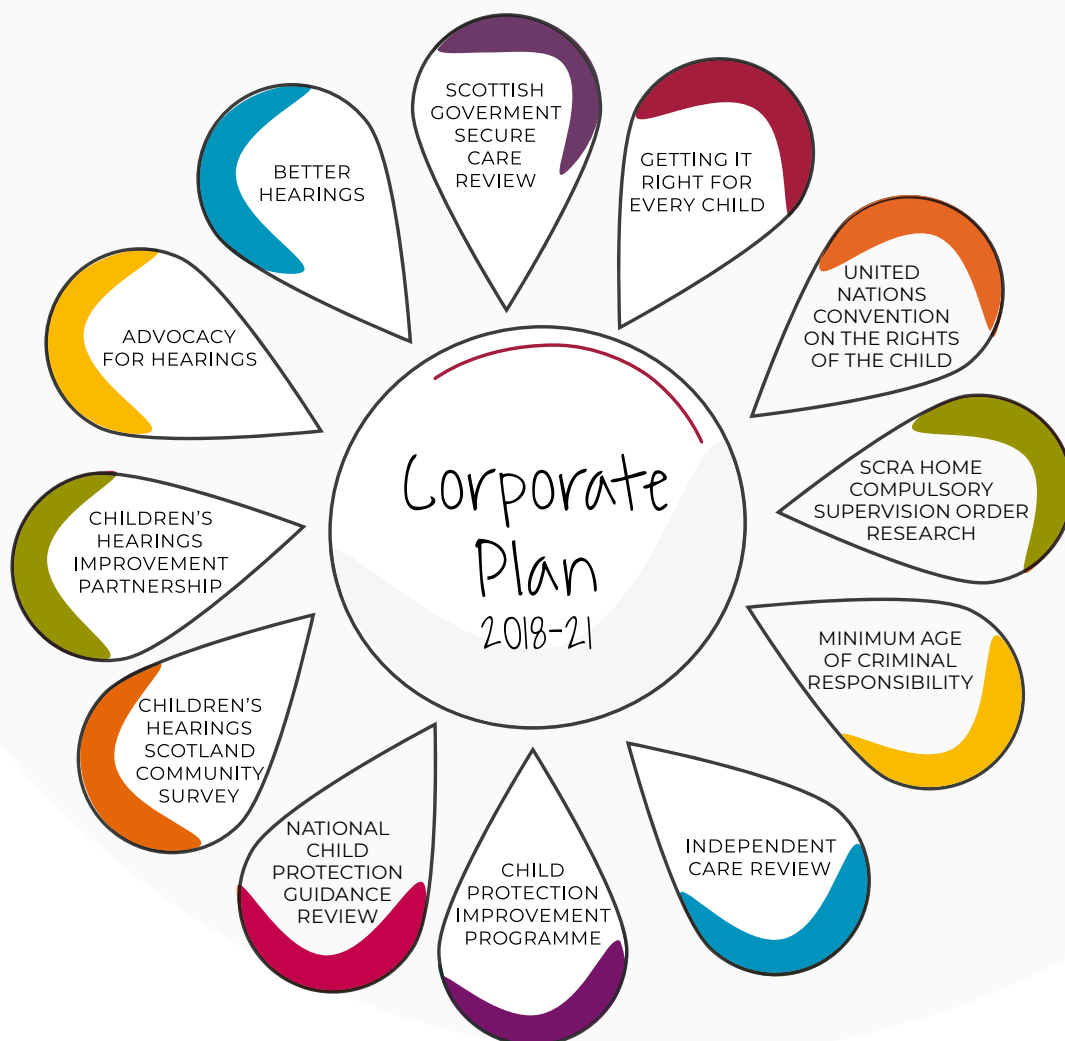 SCOTTISH
GOVERMENT
SECURE
CARE
REVIEW
GETTING IT
RIGHT FOR
EVERY CHILD
UNITED
NATIONS
CONVENTION
ON THE RIGHTS
OF THE CHILD
SCRA HOME
COMPULSORY
SUPERVISION ORDER
RESEARCH
MINIMUM AGE
OF CRIMINAL
RESPONSIBILITY
INDEPENDENT
CARE REVIEW
CHILD
PROTECTION
IMPROVEMENT
PROGRAMME
NATIONAL
CHILD
PROTECTION
GUIDANCE
REVIEW
CHILDREN’S
HEARINGS
SCOTLAND
COMMUNITY
SURVEY
CHILDREN’S
HEARINGS
IMPROVEMENT
PARTNERSHIP
ADVOCACY
FOR HEARINGS
BETTER
HEARINGS
Corporate
Plan
2018-21